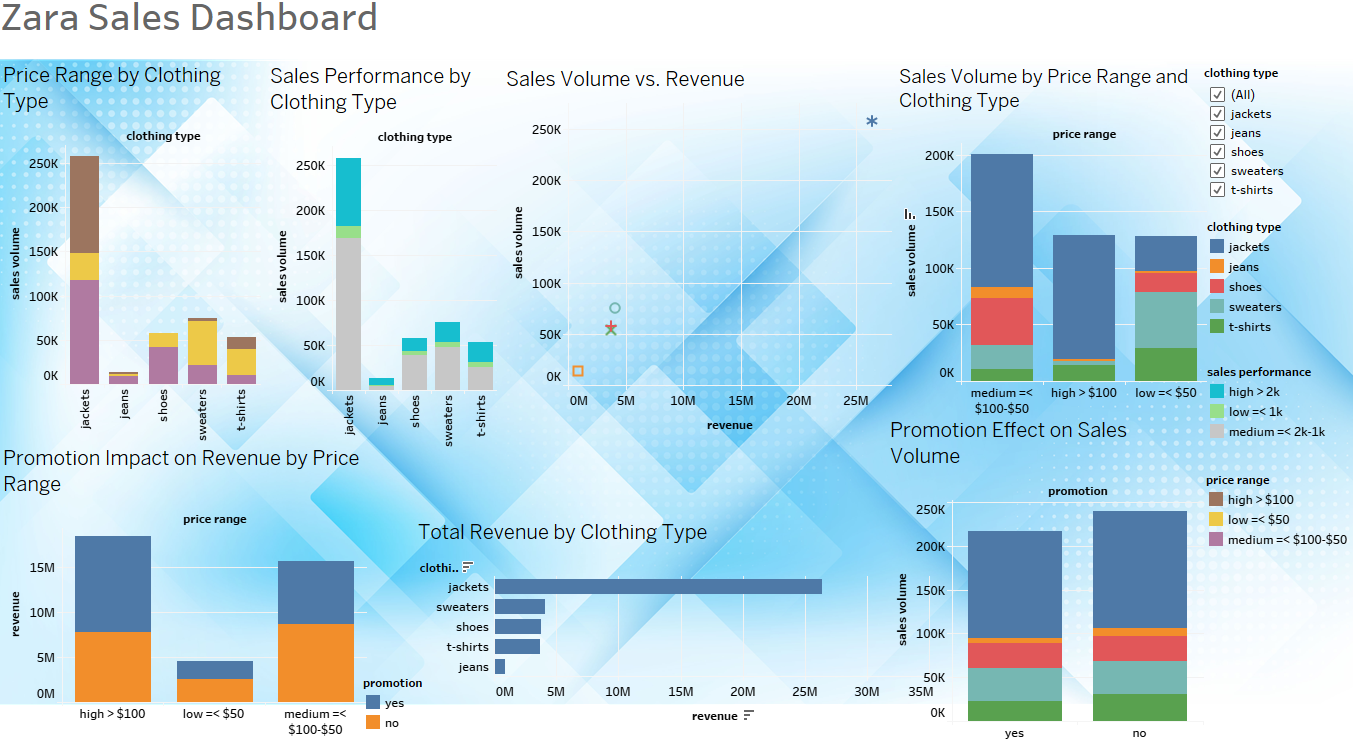 Zara Sales Dashboard
Price Range by Clothing
Type
clothing type
sales volume
250K
200K
150K
100K
50K
0K
jackets
jeans
shoes
sweaters
t-shirts
Sales Performance by
Clothing Type
clothing type
sales volume
250K
200K
150K
100K
50K
0K
jackets
jeans
shoes
sweaters
t-shirts
Sales Volume vs. Revenue
sales volume
250K
200K
150K
100K
50K
0K
0M
5M
10M
15M
20M
25M
revenue
Sales Volume by Price Range and
Clothing Type
price range
sales volume
200K
150K
100K
50K
0K
medium =<
$100-$50
high > $100
low =< $50
clothing type
(All)
jackets
jeans
shoes
sweaters
t-shirts
clothing type
jackets
jeans
shoes
sweaters
t-shirts
sales performance
high > 2k
low =< 1k
medium =< 2k-1k
price range
high > $100
low =< $50
medium =< $100-$50
Promotion Impact on Revenue by Price
Range
price range
revenue
15M
10M
5M
0M
high > $100
low =< $50
medium =<
$100-$50
promotion
yes
no
Total Revenue by Clothing Type
clothi..
jackets
sweaters
shoes
t-shirts
jeans
0M
5M
10M
15M
20M
25M
30M
35M
revenue
Promotion Effect on Sales
Volume
promotion
sales volume
250K
200K
150K
100K
50K
0K
yes
no